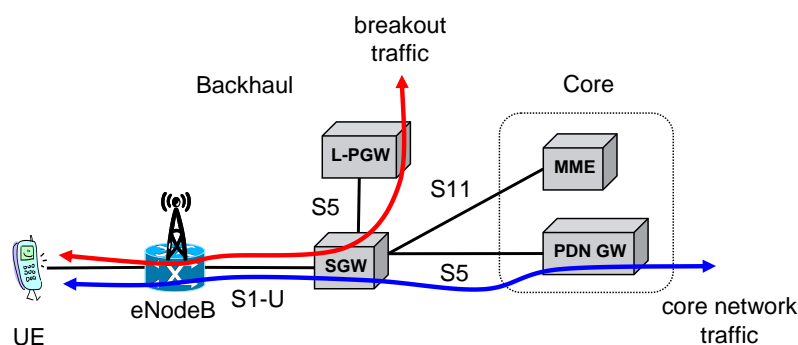 breakout
traffic
Backhaul
Core
L-PGW
MME
S11
S5
SGW
PDN GW
S5
S1-U
eNodeB
UE
core network
traffic